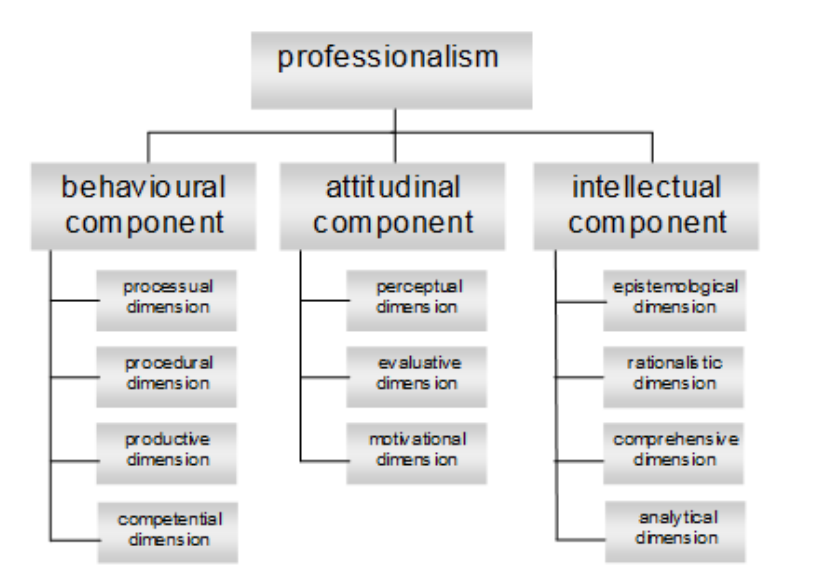 professionalism
behavioural
component
attitudinal
component
intellectual
component
processual
dimension
procedural
dimension
productive
dimension
competential
dimension
perceptual
dimension
evaluative
dimension
motivational
dimension
epistemological
dimension
rationalistic
dimension
comprehensive
dimension
analytical
dimension